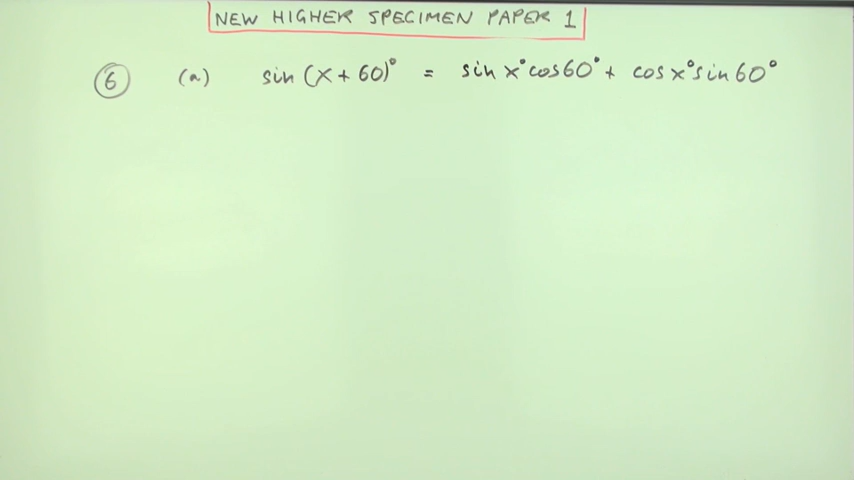 NEW HIGHER SPECIMEN PAPER 1
6 (a) sin (x + 60)° = sin x° cos 60° + cos x° sin 60°